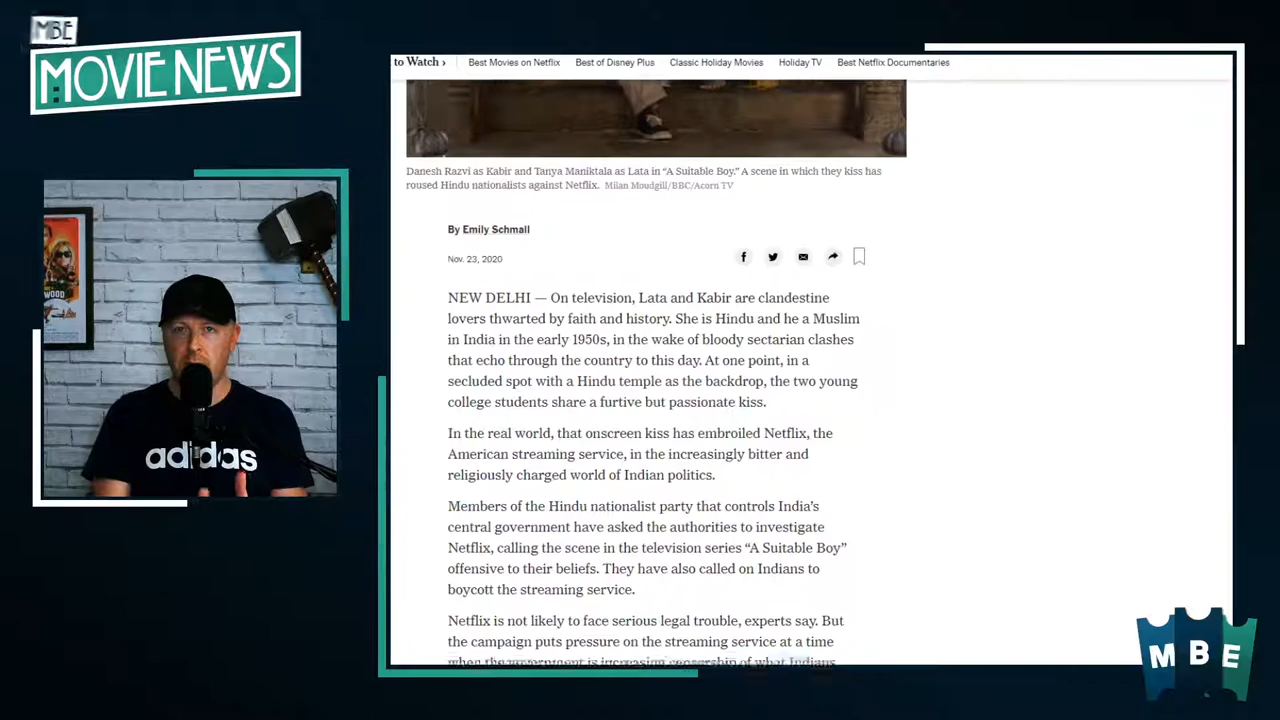 MBE
MOVIE NEWS
to Watch ›
Best Movies on Netflix
Best of Disney Plus
Classic Holiday Movies
Holiday TV
Best Netflix Documentaries
Danesh Razvi as Kabir and Tanya Maniktala as Lata in “A Suitable Boy.” A scene in which they kiss has
roused Hindu nationalists against Netflix. Milan Moudgill/BBC/Acorn TV
By Emily Schmall
Nov. 23, 2020
NEW DELHI — On television, Lata and Kabir are clandestine
lovers thwarted by faith and history. She is Hindu and he a Muslim
in India in the early 1950s, in the wake of bloody sectarian clashes
that echo through the country to this day. At one point, in a
secluded spot with a Hindu temple as the backdrop, the two young
college students share a furtive but passionate kiss.
In the real world, that onscreen kiss has embroiled Netflix, the
American streaming service, in the increasingly bitter and
religiously charged world of Indian politics.
Members of the Hindu nationalist party that controls India’s
central government have asked the authorities to investigate
Netflix, calling the scene in the television series “A Suitable Boy”
offensive to their beliefs. They have also called on Indians to
boycott the streaming service.
Netflix is not likely to face serious legal trouble, experts say. But
the campaign puts pressure on the streaming service at a time
when the government is increasing censorship of what Indians
WOOD
adidas
MBE